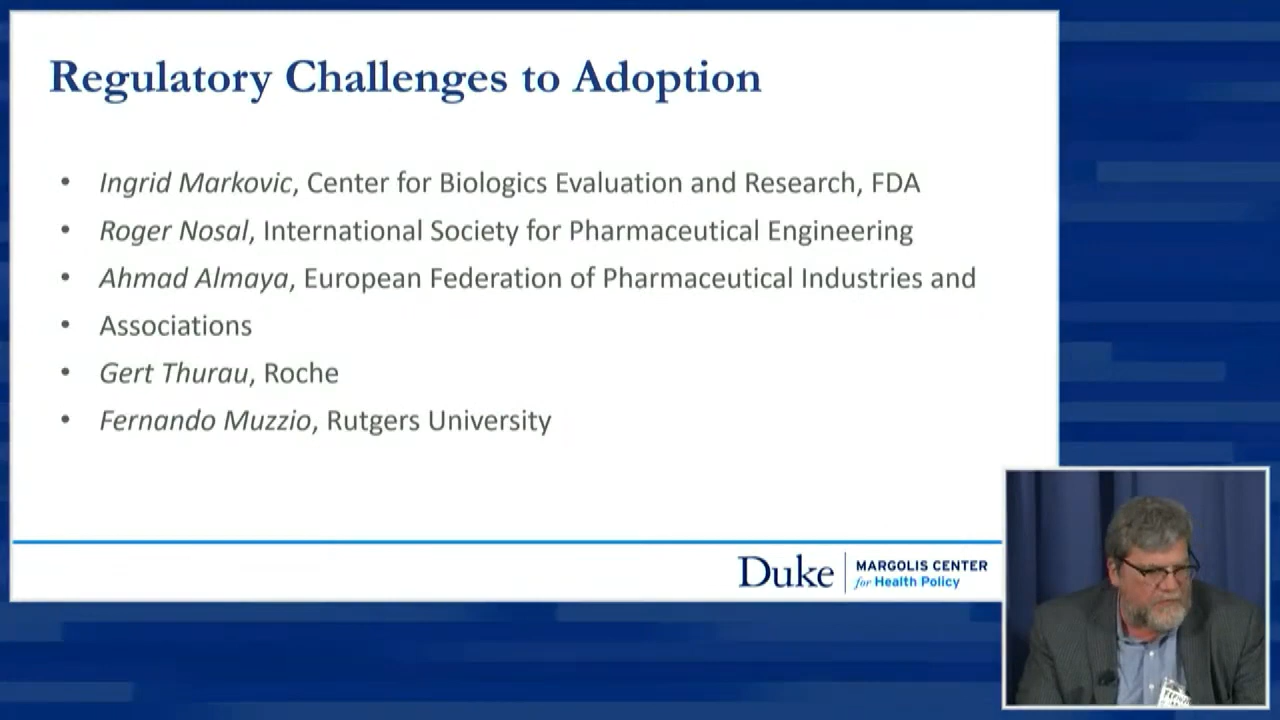 Regulatory Challenges to Adoption
• Ingrid Markovic, Center for Biologics Evaluation and Research, FDA
• Roger Nosal, International Society for Pharmaceutical Engineering
• Ahmad Almaya, European Federation of Pharmaceutical Industries and
• Associations
• Gert Thurau, Roche
• Fernando Muzzio, Rutgers University
Duke
MARGOLIS CENTER
for Health Policy